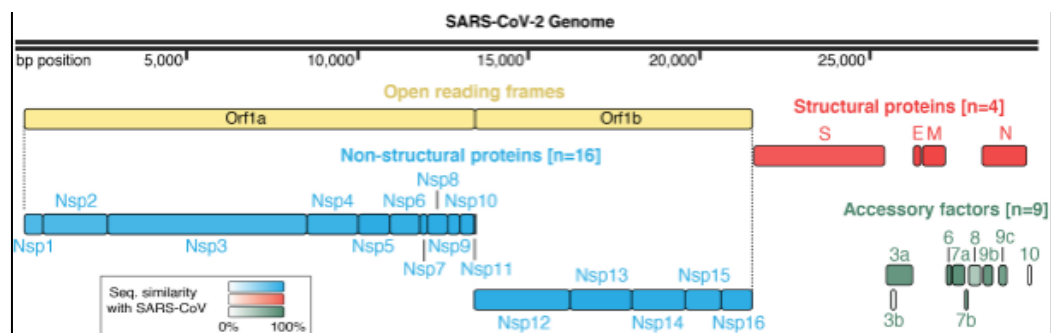 SARS-CoV-2 Genome
bp position 5,000 10,000 15,000 20,000 25,000
Open reading frames
Orf1a Orf1b
Structural proteins [n=4]
S E M N
Non-structural proteins [n=16]
Nsp8
Nsp2 Nsp4 Nsp6 Nsp10
Nsp1 Nsp3 Nsp5 Nsp9
Nsp7 Nsp11
Nsp13 Nsp15
Nsp12 Nsp14 Nsp16
Accessory factors [n=9]
6 8 9c
3a 7a 9b 10
3b 7b
Seq. similarity
with SARS-CoV
0% 100%